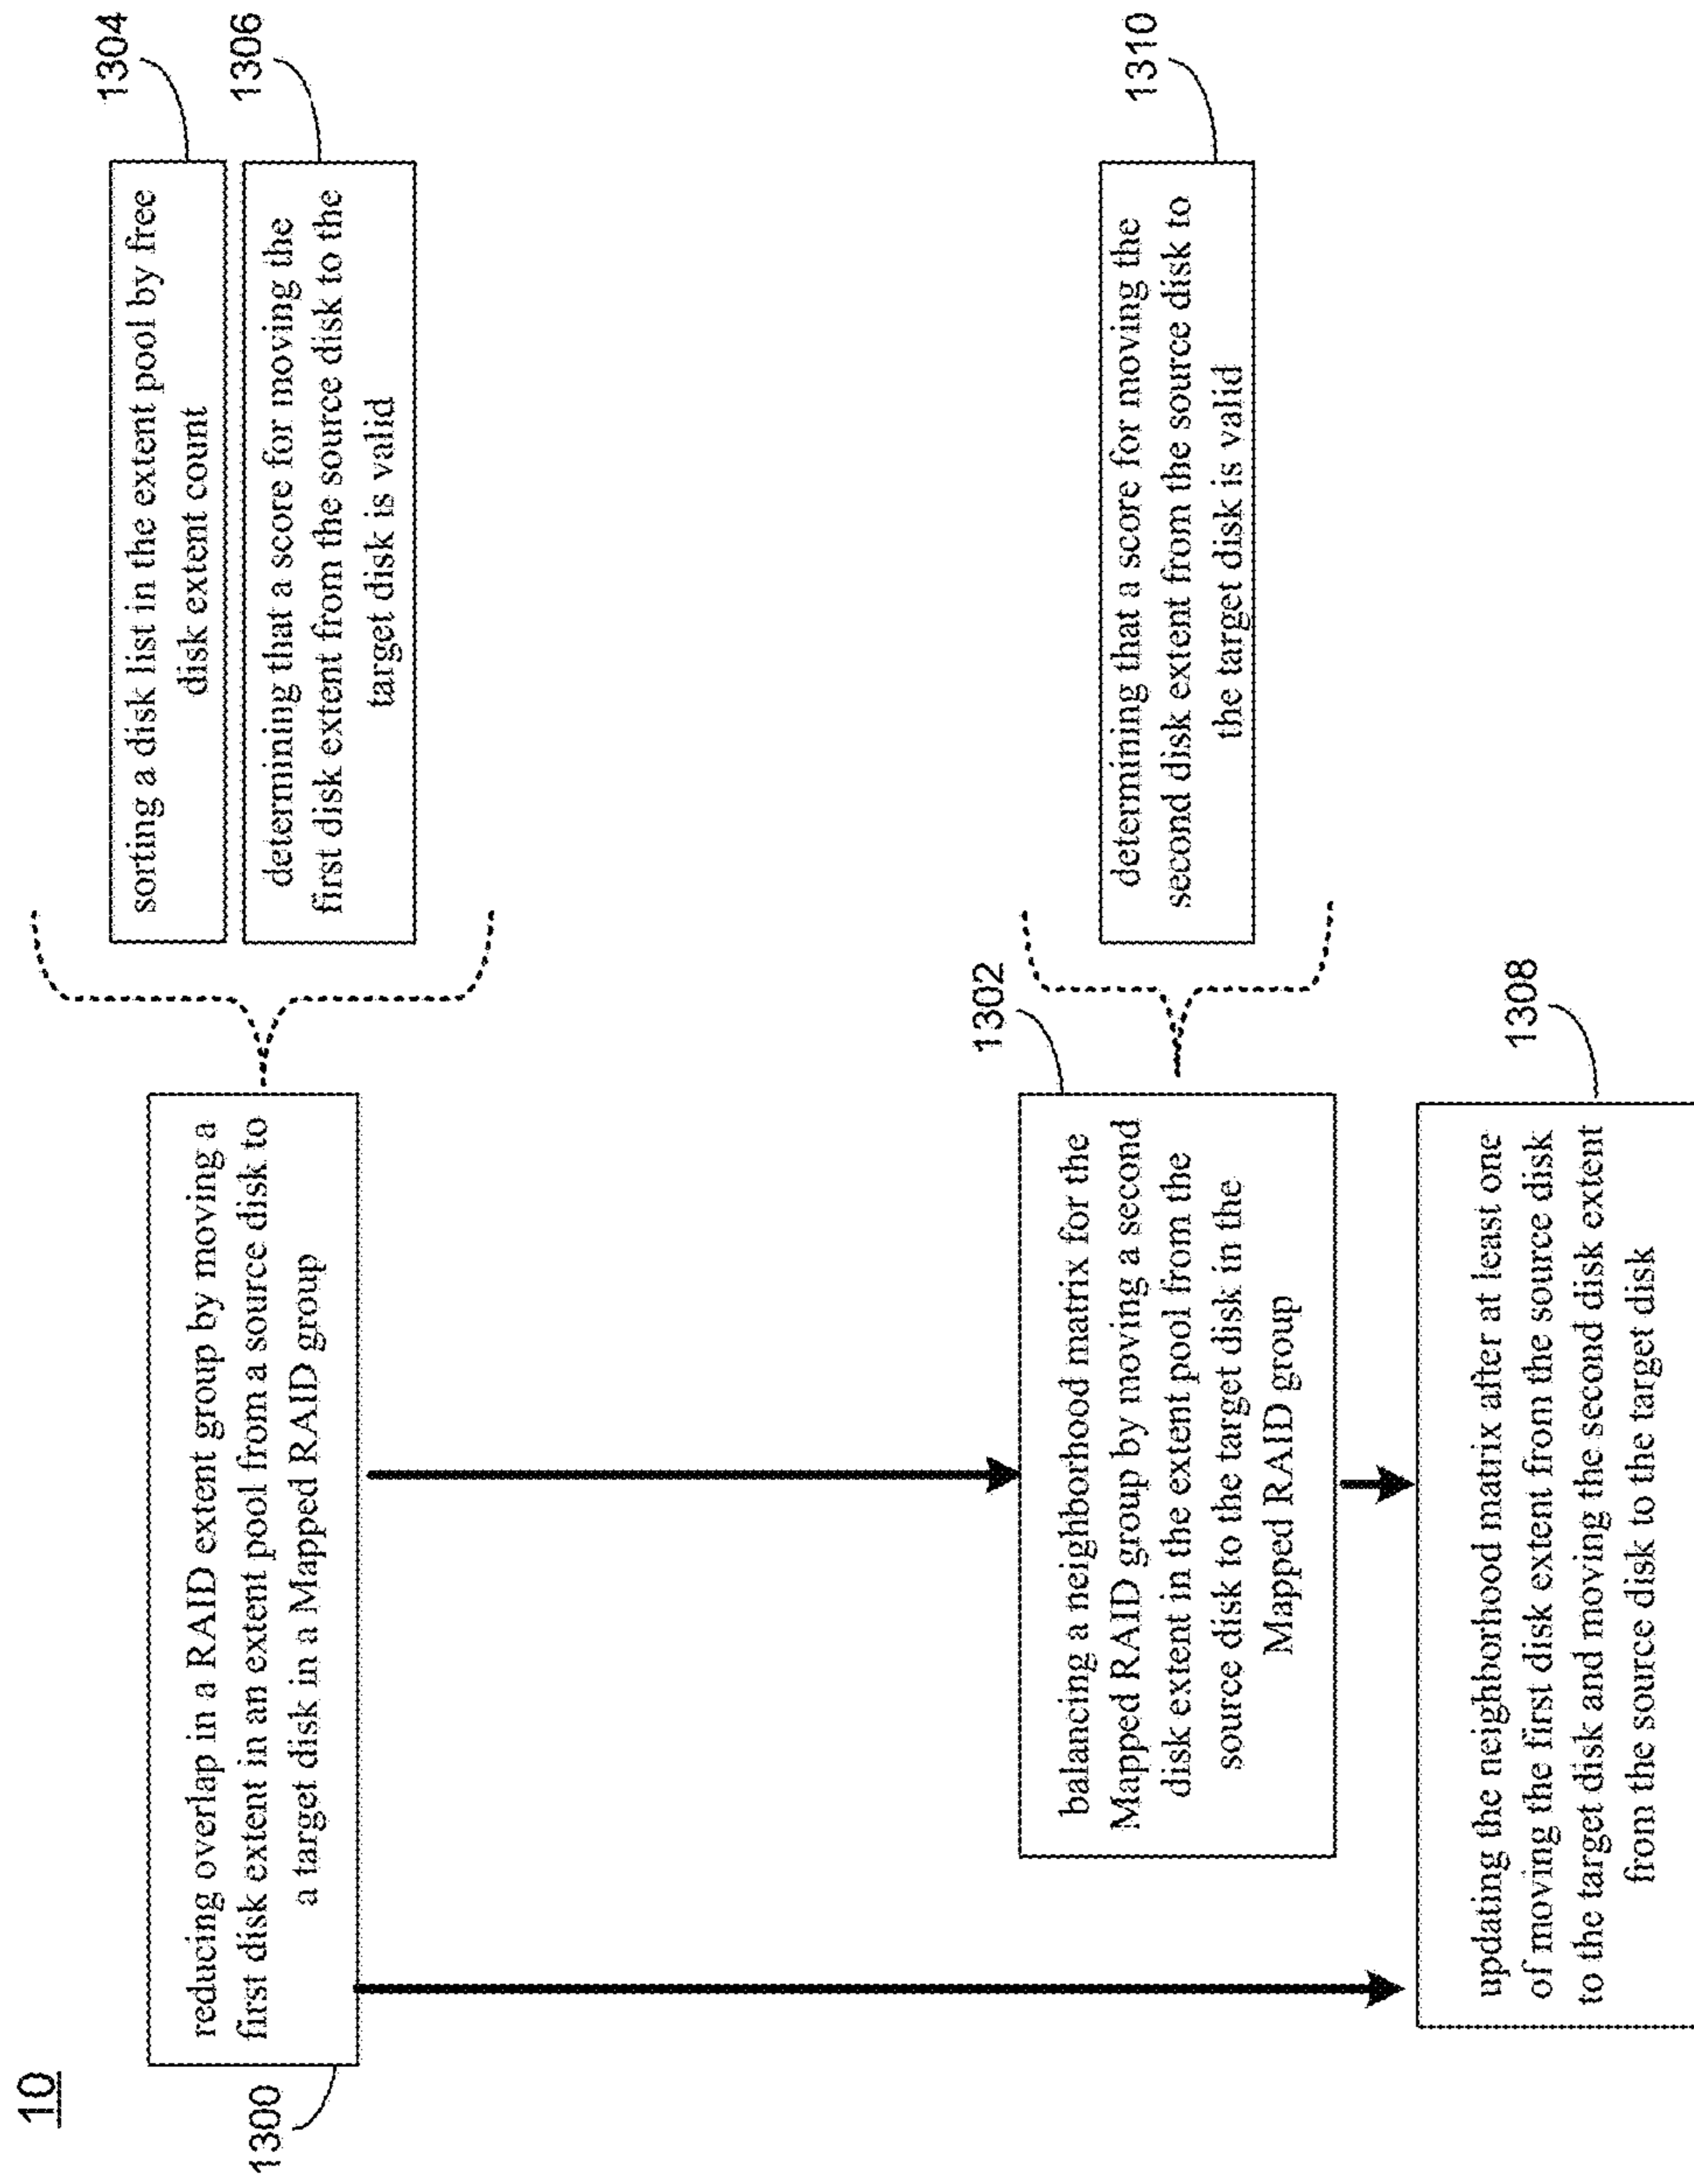 10
1300
reducing overlap in a RAID extent group by moving a
first disk extent in an extent pool from a source disk to
a target disk in a Mapped RAID group
1304
sorting a disk list in the extent pool by free
disk extent count
1306
determining that a score for moving the
first disk extent from the source disk to the
target disk is valid
1302
balancing a neighborhood matrix for the
Mapped RAID group by moving a second
disk extent in the extent pool from the
source disk to the target disk in the
Mapped RAID group
1310
determining that a score for moving the
second disk extent from the source disk to
the target disk is valid
1308
updating the neighborhood matrix after at least one
of moving the first disk extent from the source disk
to the target disk and moving the second disk extent
from the source disk to the target disk